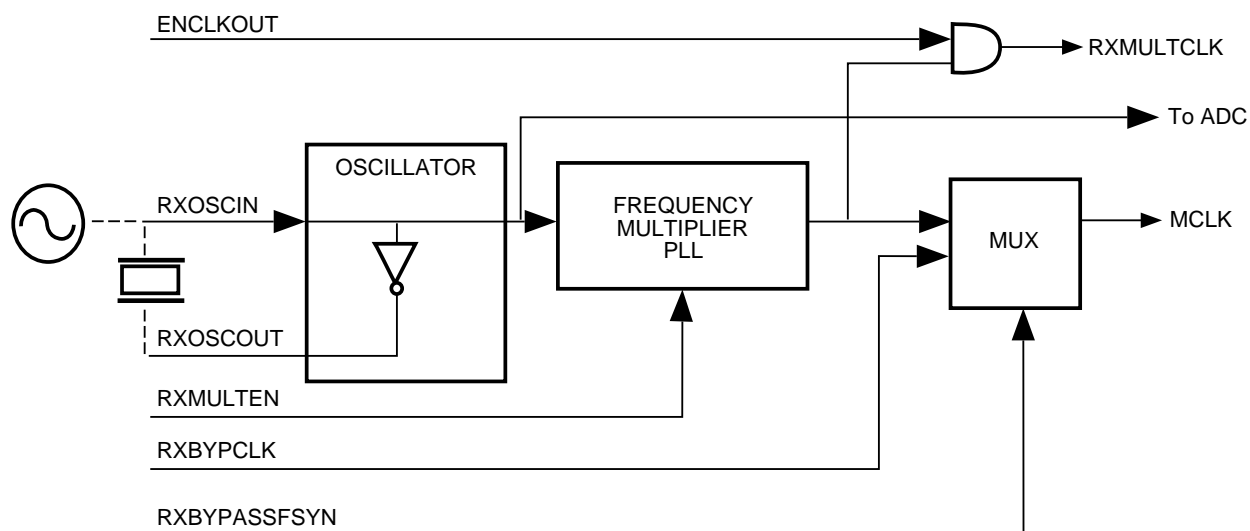 ENCLKOUT
RXMULTCLK
To ADC
OSCILLATOR
RXOSCIN
FREQUENCY
MULTIPLIER
PLL
MUX
MCLK
RXOSCOUT
RXMULTEN
RXBYPCLK
RXBYPASSFSYN